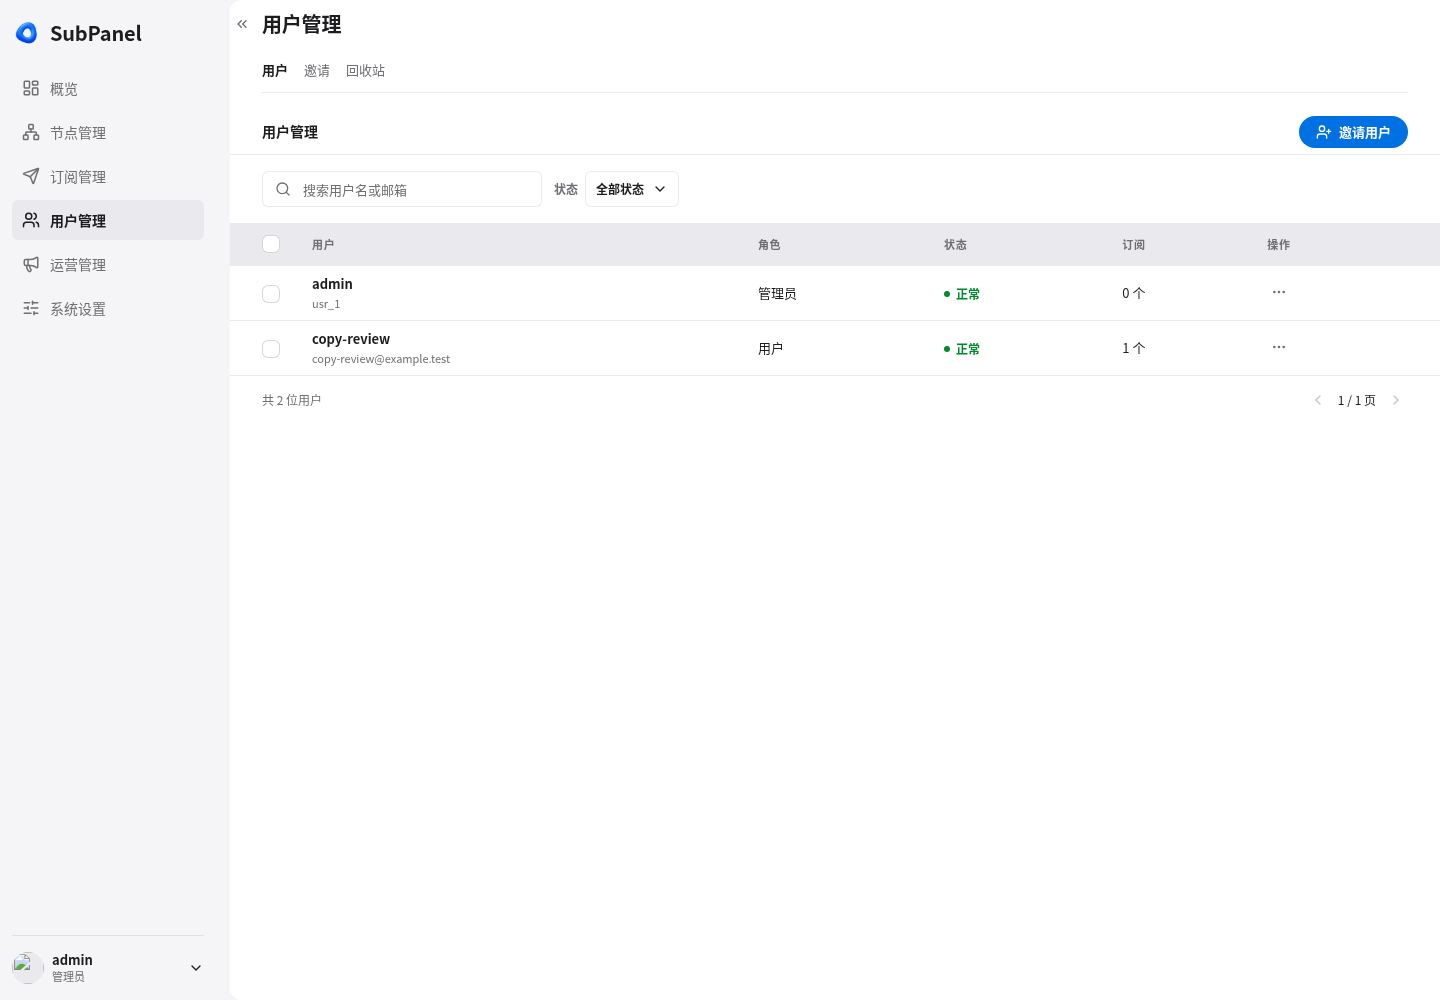 SubPanel
概览
节点管理
订阅管理
用户管理
运营管理
系统设置
admin
管理员
用户管理
用户 邀请 回收站
用户管理
邀请用户
搜索用户名或邮箱 状态 全部状态
用户 角色 状态 订阅 操作
admin
usr_1
管理员 正常 0 个
copy-review
copy-review@example.test
用户 正常 1 个
共 2 位用户
1 / 1 页